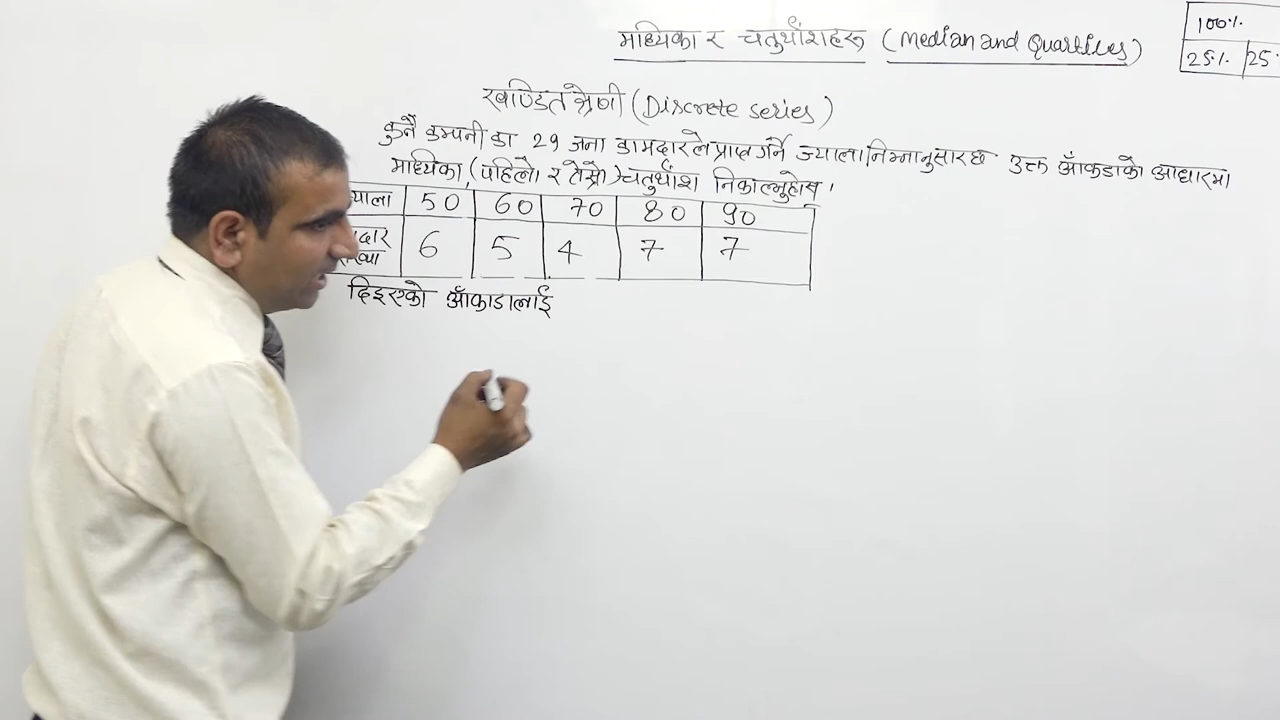 माध्यिका र चतुर्थांशहरू (Median and Quartiles)
100%
25% 25
खण्डित श्रेणी (Discrete series)
कुनै कम्पनीका 29 जना कामदारले प्राप्त गर्ने ज्याला निम्नानुसार छ उक्त आँकडाको आधारमा
माध्यिका, (पहिलो र तेस्रो) चतुर्थांश निकाल्नुहोस् ।
याला 50 60 70 80 90
दार
ख्या 6 5 4 7 7
दिइएको आँकाडालाई